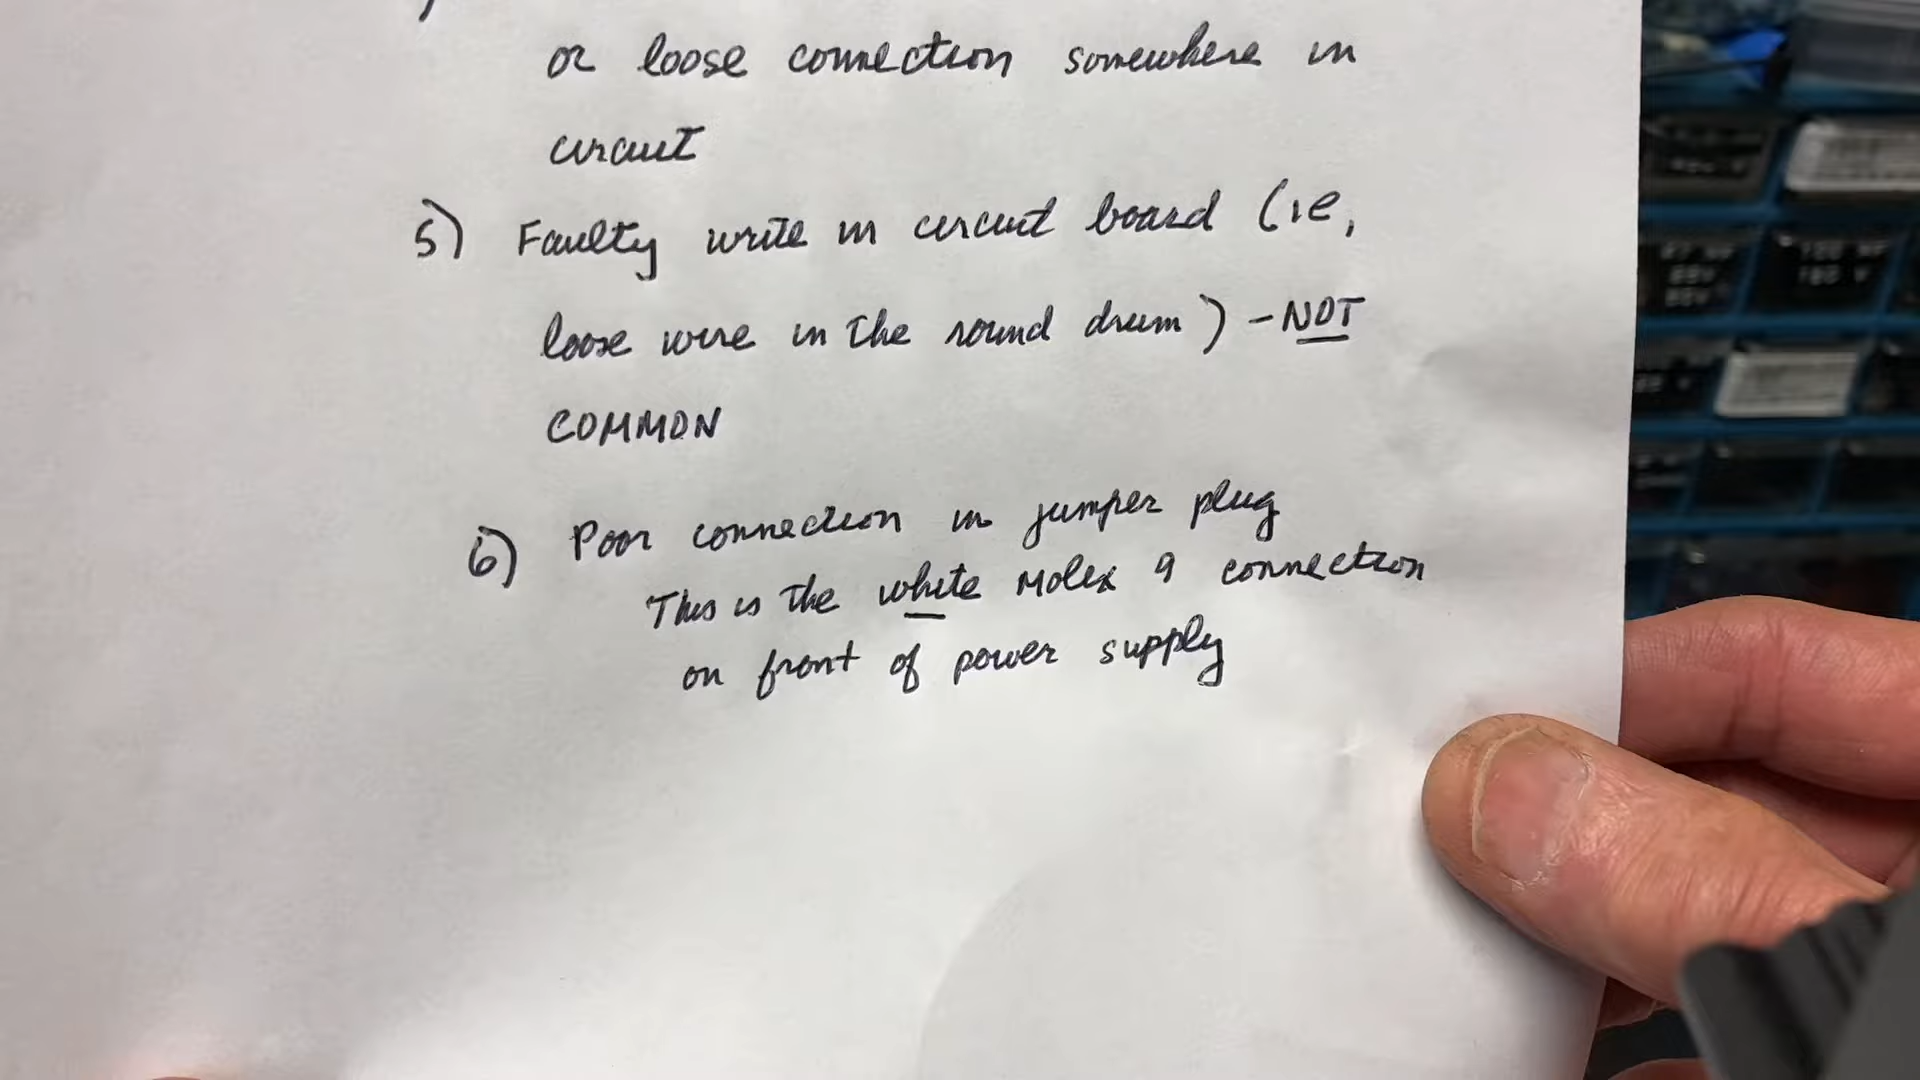 or loose connection somewhere in
circuit
5) Faulty write in circuit board (ie,
loose wire in the round drum) - NOT
COMMON
6) Poor connection in jumper plug
This is the white Molex 9 connection
on front of power supply